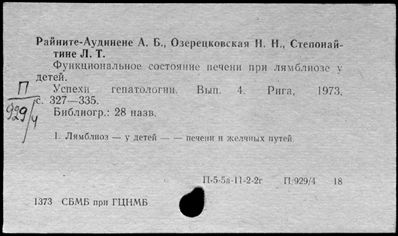 Райните-Аудинене А. Б., Озерецковская Н. Н., Степонай-
тине Л. Т.
Функциональное состояние печени при лямблиозе у
детей.
Успехи гепатологии. Вып. 4. Рига, 1973,
с. 327—335.
Библиогр.: 28 назв.
П
929/4
1. Лямблиоз — у детей — — печени и желчных путей.
П-5-5а-11-2-2г П 929/4 18
1373 СБМБ при ГЦНМБ